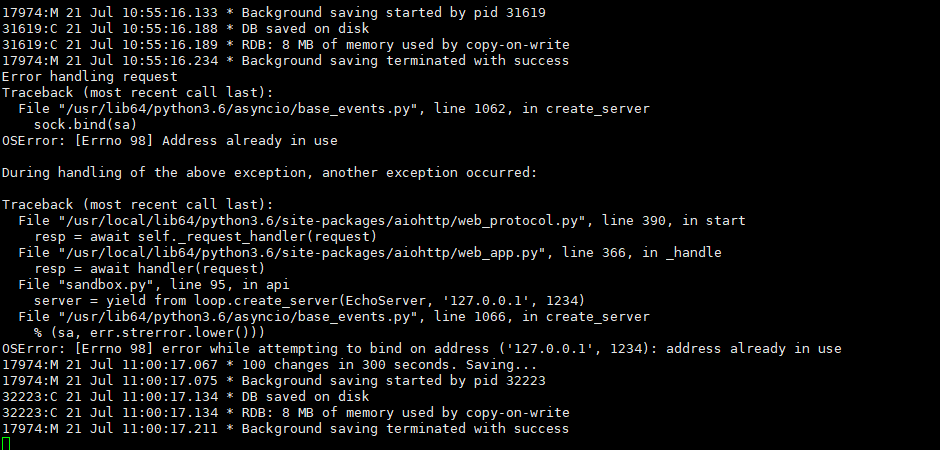 17974:M 21 Jul 10:55:16.133 * Background saving started by pid 31619
31619:C 21 Jul 10:55:16.188 * DB saved on disk
31619:C 21 Jul 10:55:16.189 * RDB: 8 MB of memory used by copy-on-write
17974:M 21 Jul 10:55:16.234 * Background saving terminated with success
Error handling request
Traceback (most recent call last):
  File "/usr/lib64/python3.6/asyncio/base_events.py", line 1062, in create_server
    sock.bind(sa)
OSError: [Errno 98] Address already in use

During handling of the above exception, another exception occurred:

Traceback (most recent call last):
  File "/usr/local/lib64/python3.6/site-packages/aiohttp/web_protocol.py", line 390, in start
    resp = await self._request_handler(request)
  File "/usr/local/lib64/python3.6/site-packages/aiohttp/web_app.py", line 366, in _handle
    resp = await handler(request)
  File "sandbox.py", line 95, in api
    server = yield from loop.create_server(EchoServer, '127.0.0.1', 1234)
  File "/usr/lib64/python3.6/asyncio/base_events.py", line 1066, in create_server
    % (sa, err.strerror.lower()))
OSError: [Errno 98] error while attempting to bind on address ('127.0.0.1', 1234): address already in use
17974:M 21 Jul 11:00:17.067 * 100 changes in 300 seconds. Saving...
17974:M 21 Jul 11:00:17.075 * Background saving started by pid 32223
32223:C 21 Jul 11:00:17.134 * DB saved on disk
32223:C 21 Jul 11:00:17.134 * RDB: 8 MB of memory used by copy-on-write
17974:M 21 Jul 11:00:17.211 * Background saving terminated with success